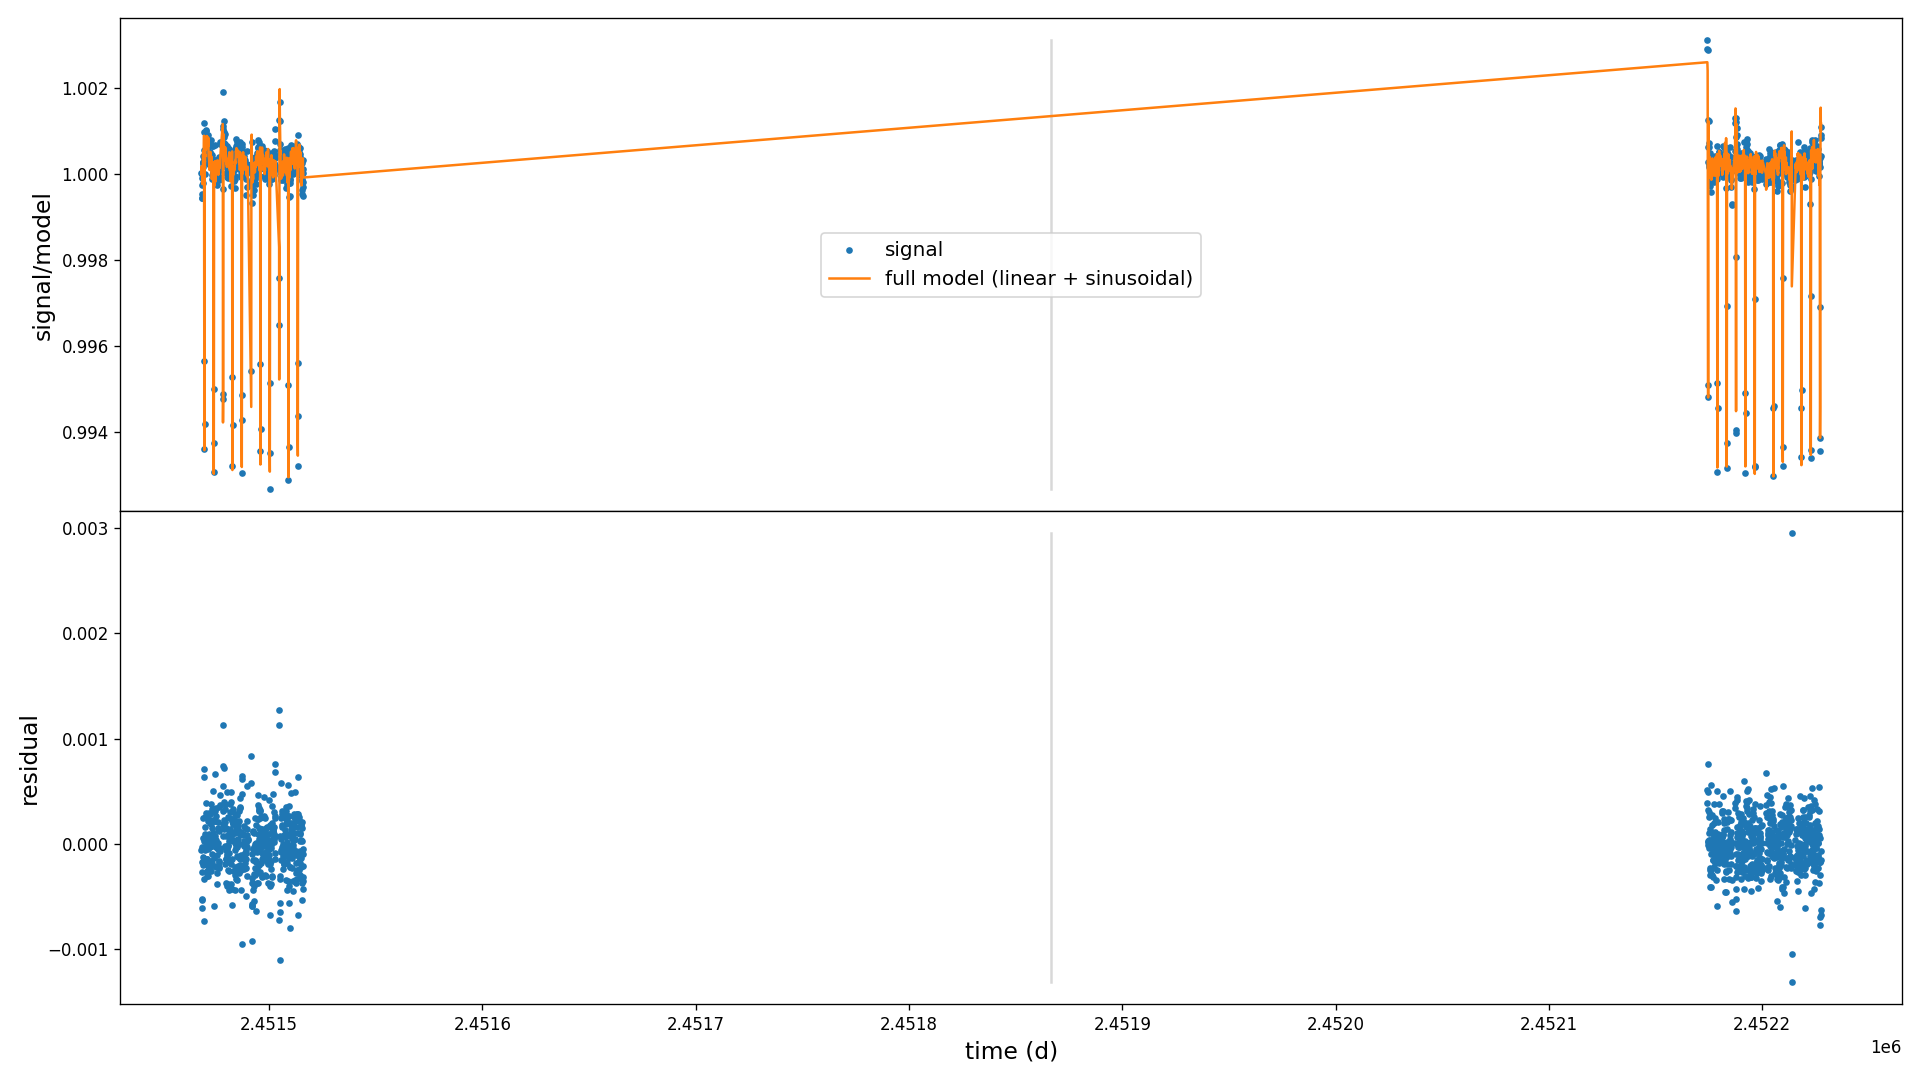 1.002
1.000
0.998
0.996
0.994
signal/model
signal
full model (linear + sinusoidal)
0.003
0.002
0.001
0.000
−0.001
residual
2.4515 2.4516 2.4517 2.4518 2.4519 2.4520 2.4521 2.4522
1e6
time (d)